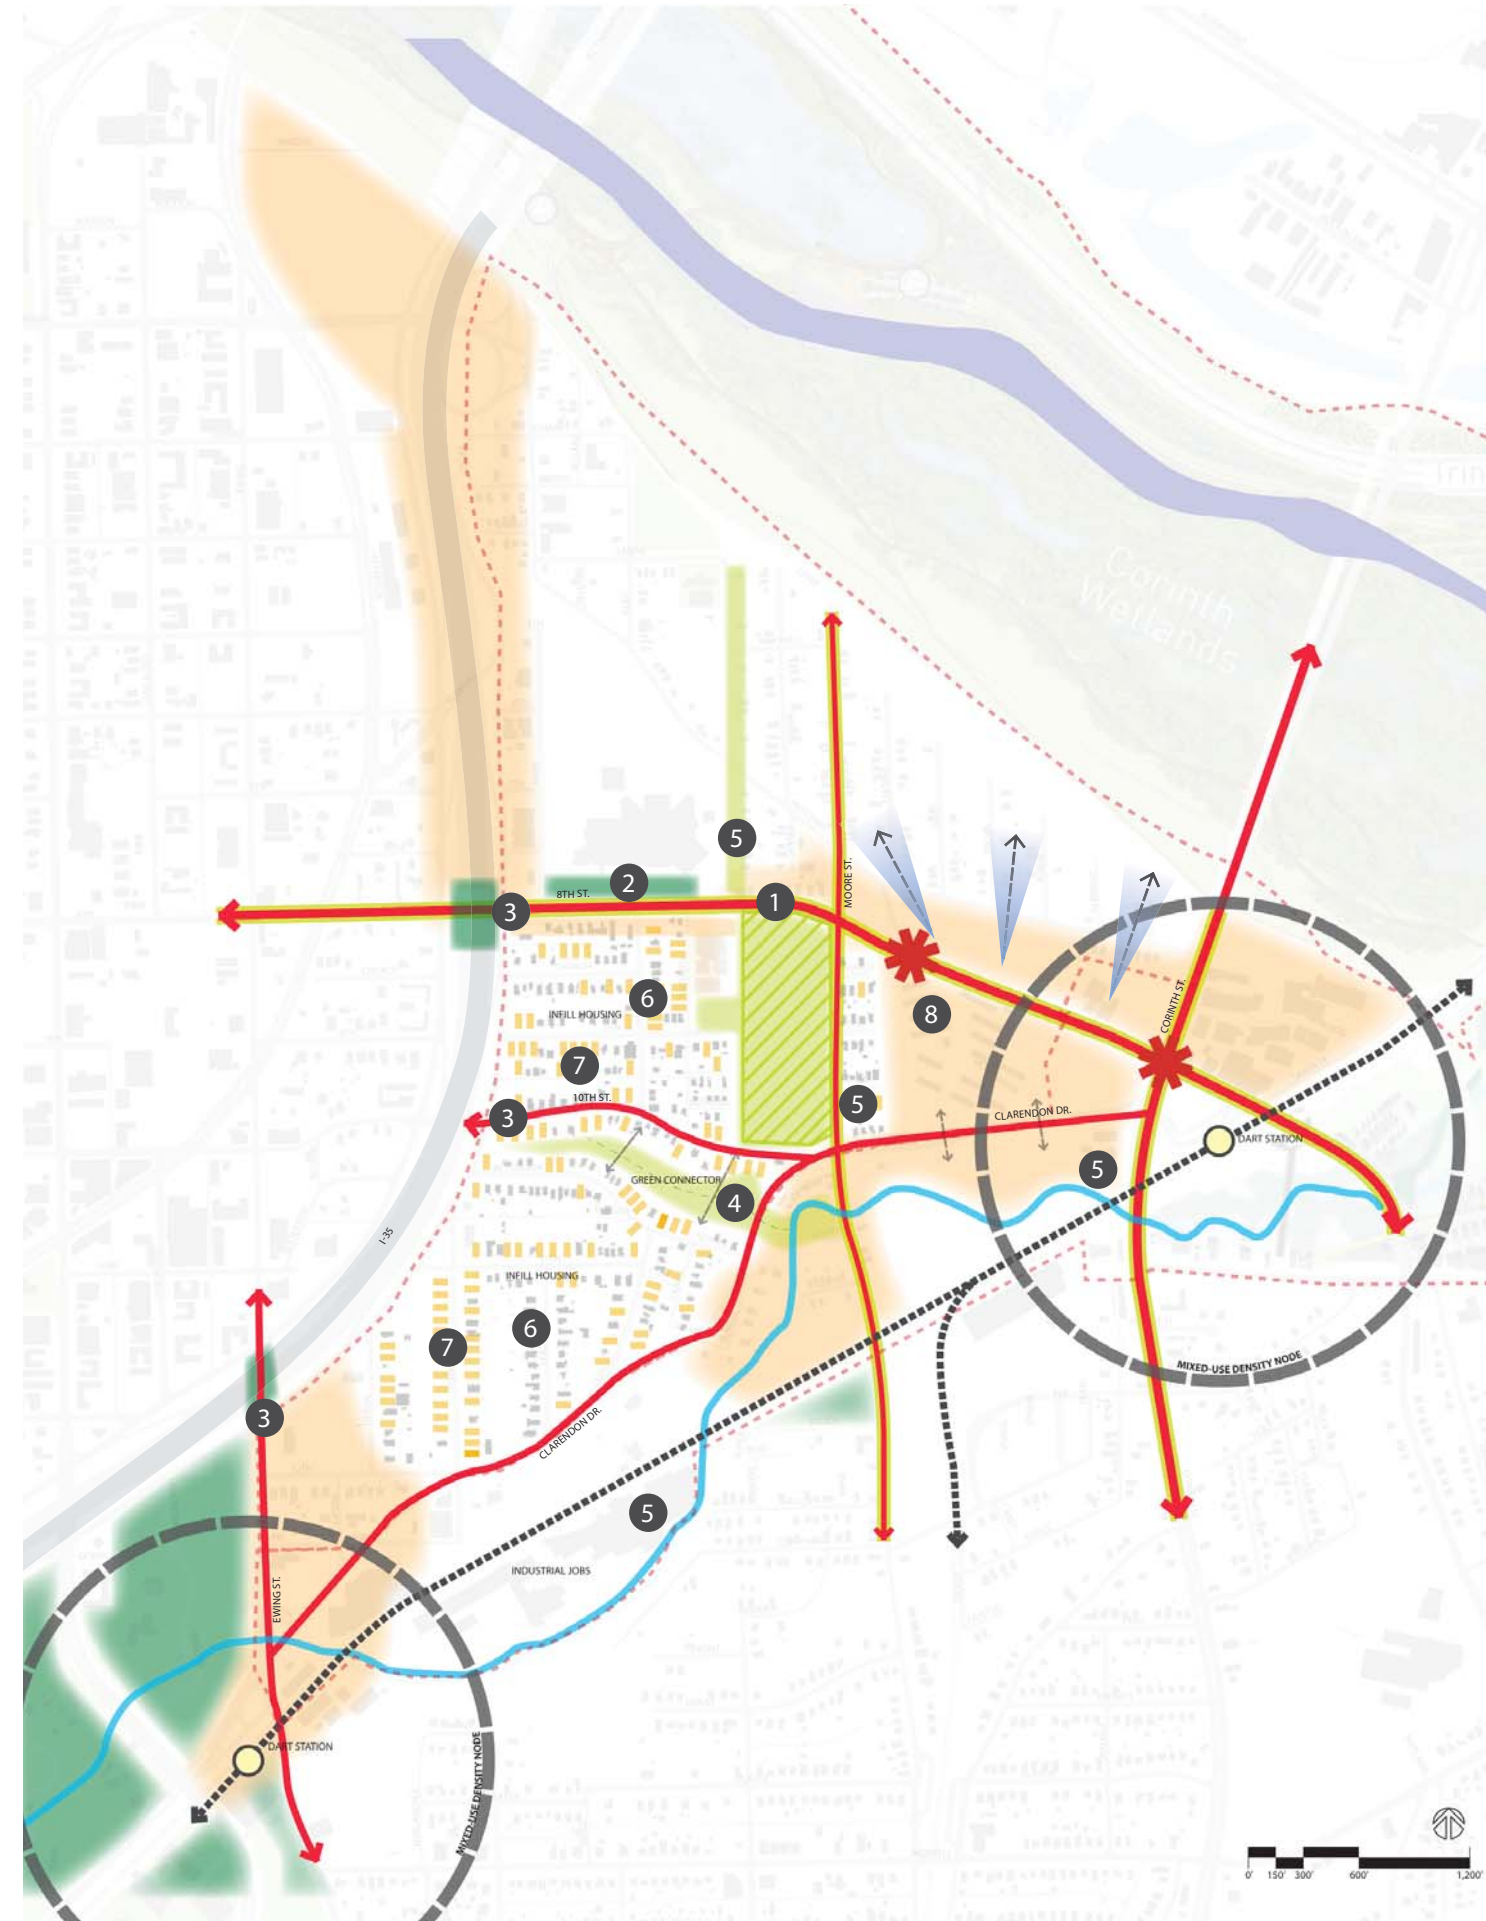 Corinth
Wetlands
MOORE ST.
5
2
8TH ST.
1
3
6
INFILL HOUSING
8
CORINTH ST.
7
10TH ST.
3
5
CLARENDON DR.
DART STATION
5
GREEN CONNECTOR
4
I-35
INFILL HOUSING
6
7
MIXED-USE DENSITY NODE
3
CLARENDON DR.
5
INDUSTRIAL JOBS
EWING ST.
DART STATION
MIXED-USE DENSITY NODE
0' 150' 300' 600' 1,200'